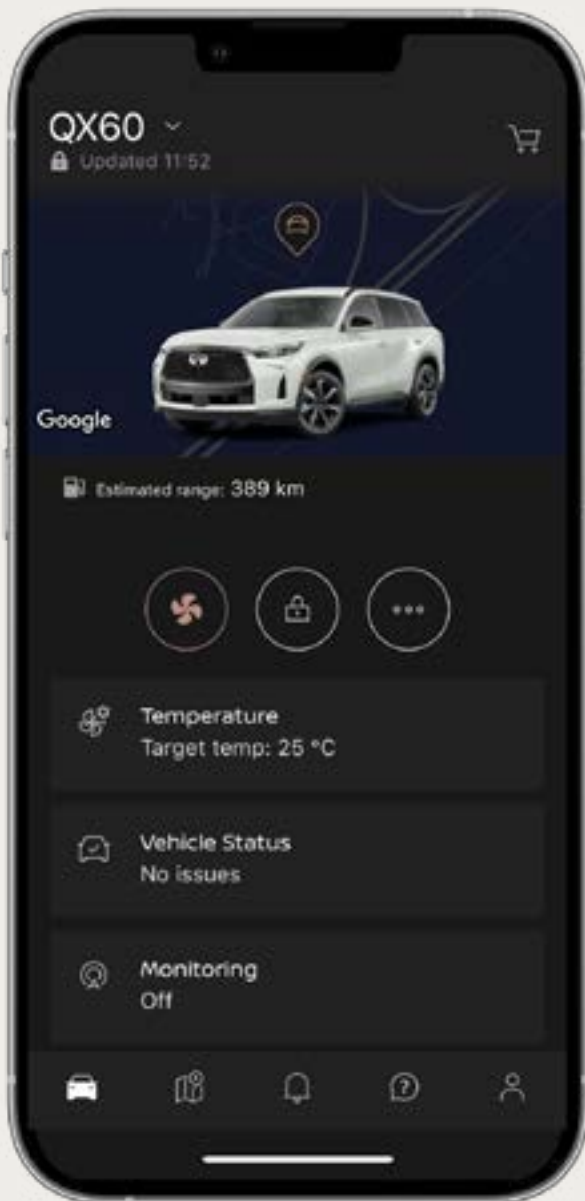 QX60
Updated 11:52
Google
Estimated range: 389 km
Temperature
Target temp: 25 °C
Vehicle Status
No issues
Monitoring
Off